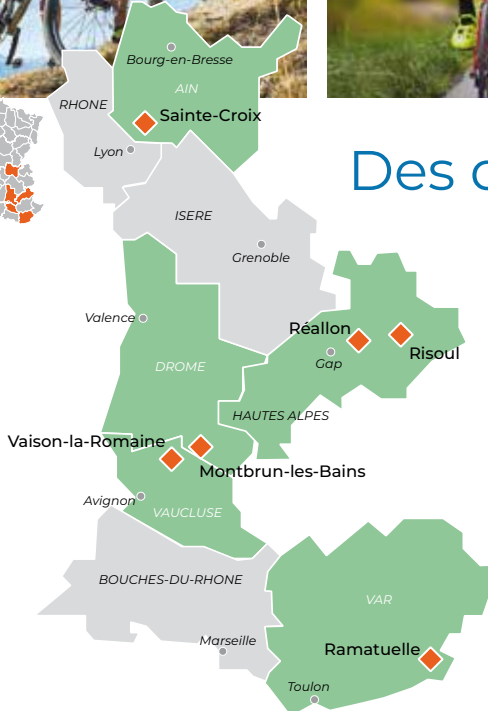 Bourg-en-Bresse
AIN
RHONE
Sainte-Croix
Lyon
Des
ISERE
Grenoble
Valence
Réallon
Risoul
Gap
DROME
HAUTES ALPES
Vaison-la-Romaine
Montbrun-les-Bains
Avignon
VAUCLUSE
BOUCHES-DU-RHONE
VAR
Marseille
Ramatuelle
Toulon